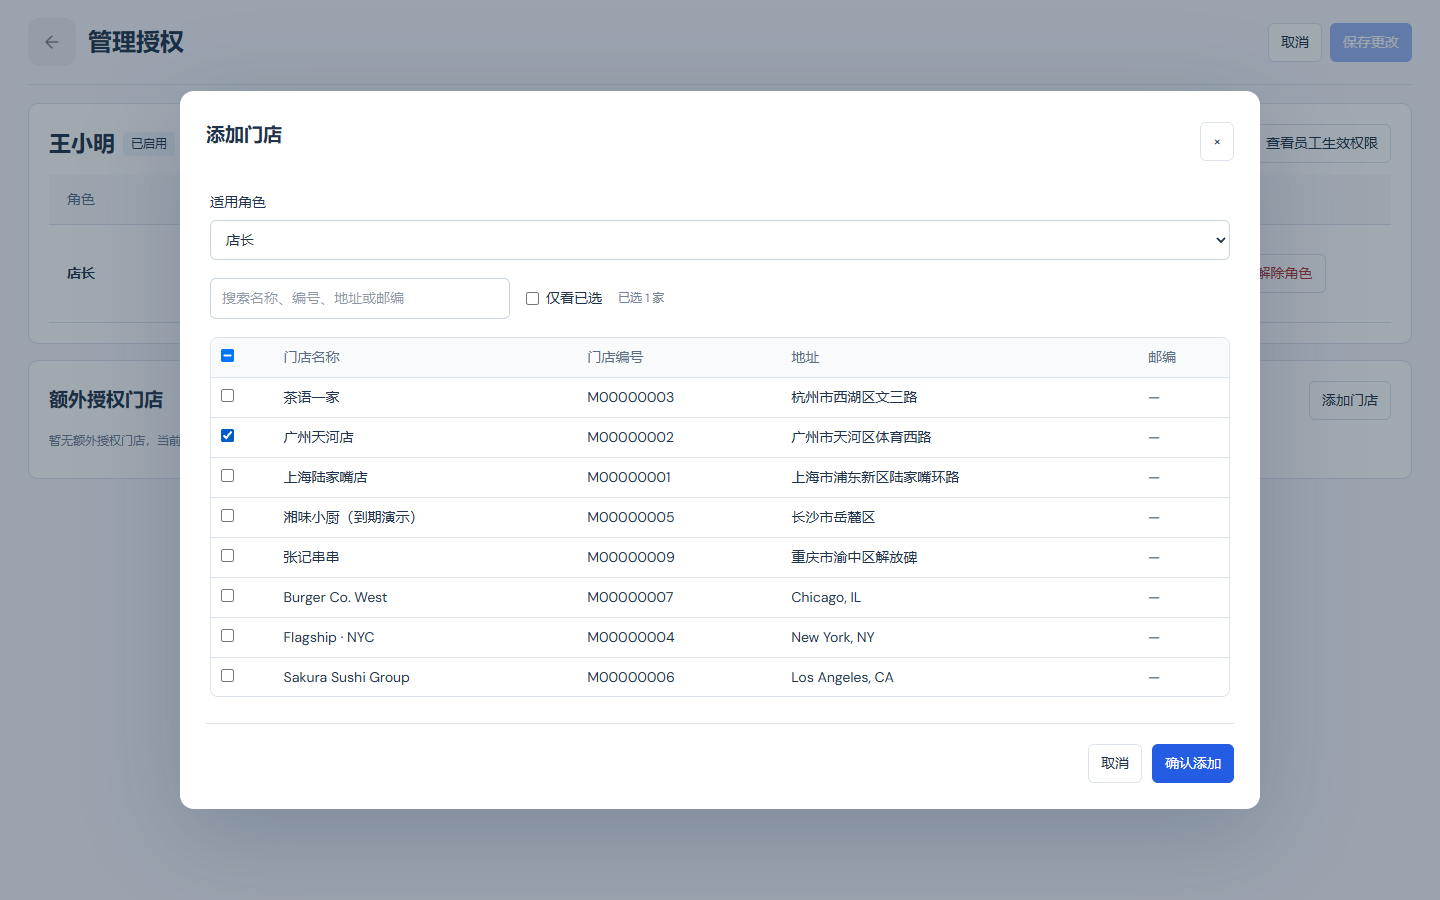 管理授权
取消
保存更改
王小明
已启用
查看员工生效权限
角色
店长
解除角色
额外授权门店
添加门店
暂无额外授权门店，当前
添加门店
×
适用角色
店长
搜索名称、编号、地址或邮编
仅看已选
已选 1 家
门店名称 门店编号 地址 邮编
茶语一家 M00000003 杭州市西湖区文三路 —
广州天河店 M00000002 广州市天河区体育西路 —
上海陆家嘴店 M00000001 上海市浦东新区陆家嘴环路 —
湘味小厨（到期演示） M00000005 长沙市岳麓区 —
张记串串 M00000009 重庆市渝中区解放碑 —
Burger Co. West M00000007 Chicago, IL —
Flagship · NYC M00000004 New York, NY —
Sakura Sushi Group M00000006 Los Angeles, CA —
取消
确认添加